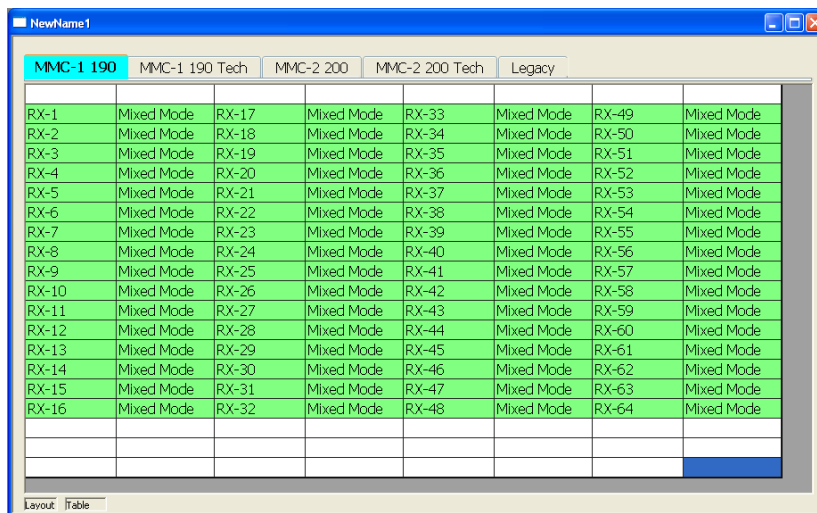 NewName1
MMC-1 190 MMC-1 190 Tech MMC-2 200 MMC-2 200 Tech Legacy
RX-1 Mixed Mode RX-17 Mixed Mode RX-33 Mixed Mode RX-49 Mixed Mode
RX-2 Mixed Mode RX-18 Mixed Mode RX-34 Mixed Mode RX-50 Mixed Mode
RX-3 Mixed Mode RX-19 Mixed Mode RX-35 Mixed Mode RX-51 Mixed Mode
RX-4 Mixed Mode RX-20 Mixed Mode RX-36 Mixed Mode RX-52 Mixed Mode
RX-5 Mixed Mode RX-21 Mixed Mode RX-37 Mixed Mode RX-53 Mixed Mode
RX-6 Mixed Mode RX-22 Mixed Mode RX-38 Mixed Mode RX-54 Mixed Mode
RX-7 Mixed Mode RX-23 Mixed Mode RX-39 Mixed Mode RX-55 Mixed Mode
RX-8 Mixed Mode RX-24 Mixed Mode RX-40 Mixed Mode RX-56 Mixed Mode
RX-9 Mixed Mode RX-25 Mixed Mode RX-41 Mixed Mode RX-57 Mixed Mode
RX-10 Mixed Mode RX-26 Mixed Mode RX-42 Mixed Mode RX-58 Mixed Mode
RX-11 Mixed Mode RX-27 Mixed Mode RX-43 Mixed Mode RX-59 Mixed Mode
RX-12 Mixed Mode RX-28 Mixed Mode RX-44 Mixed Mode RX-60 Mixed Mode
RX-13 Mixed Mode RX-29 Mixed Mode RX-45 Mixed Mode RX-61 Mixed Mode
RX-14 Mixed Mode RX-30 Mixed Mode RX-46 Mixed Mode RX-62 Mixed Mode
RX-15 Mixed Mode RX-31 Mixed Mode RX-47 Mixed Mode RX-63 Mixed Mode
RX-16 Mixed Mode RX-32 Mixed Mode RX-48 Mixed Mode RX-64 Mixed Mode
Layout Table